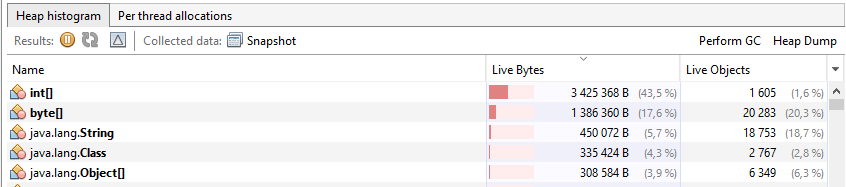 Heap histogram Per thread allocations
Results: Collected data: Snapshot Perform GC Heap Dump
Name Live Bytes Live Objects
int[] 3 425 368 B (43,5 %) 1 605 (1,6 %)
byte[] 1 386 360 B (17,6 %) 20 283 (20,3 %)
java.lang.String 450 072 B (5,7 %) 18 753 (18,7 %)
java.lang.Class 335 424 B (4,3 %) 2 767 (2,8 %)
java.lang.Object[] 308 584 B (3,9 %) 6 349 (6,3 %)